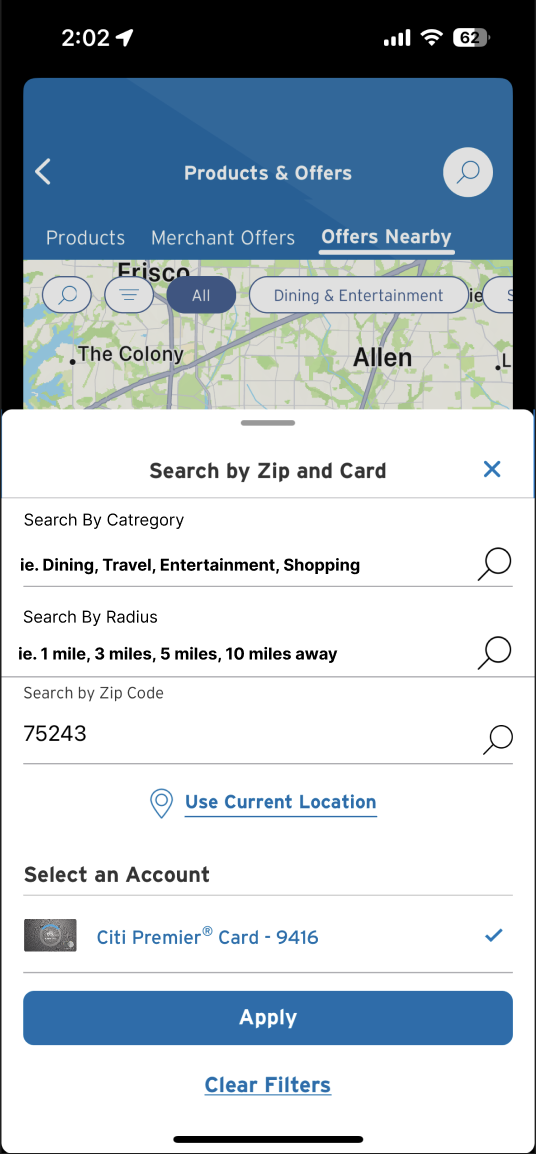 2:02
62
Products & Offers
Products Merchant Offers Offers Nearby
Frisco
All Dining & Entertainment ie S
The Colony Allen L
Search by Zip and Card
Search By Catregory
ie. Dining, Travel, Entertainment, Shopping
Search By Radius
ie. 1 mile, 3 miles, 5 miles, 10 miles away
Search by Zip Code
75243
Use Current Location
Select an Account
Citi Premier® Card - 9416
Apply
Clear Filters